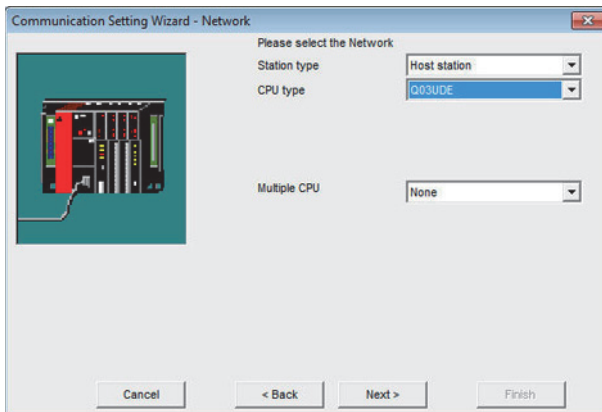 Communication Setting Wizard - Network
Please select the Network
Station type Host station
CPU type Q03UDE
Multiple CPU None
Cancel < Back Next > Finish